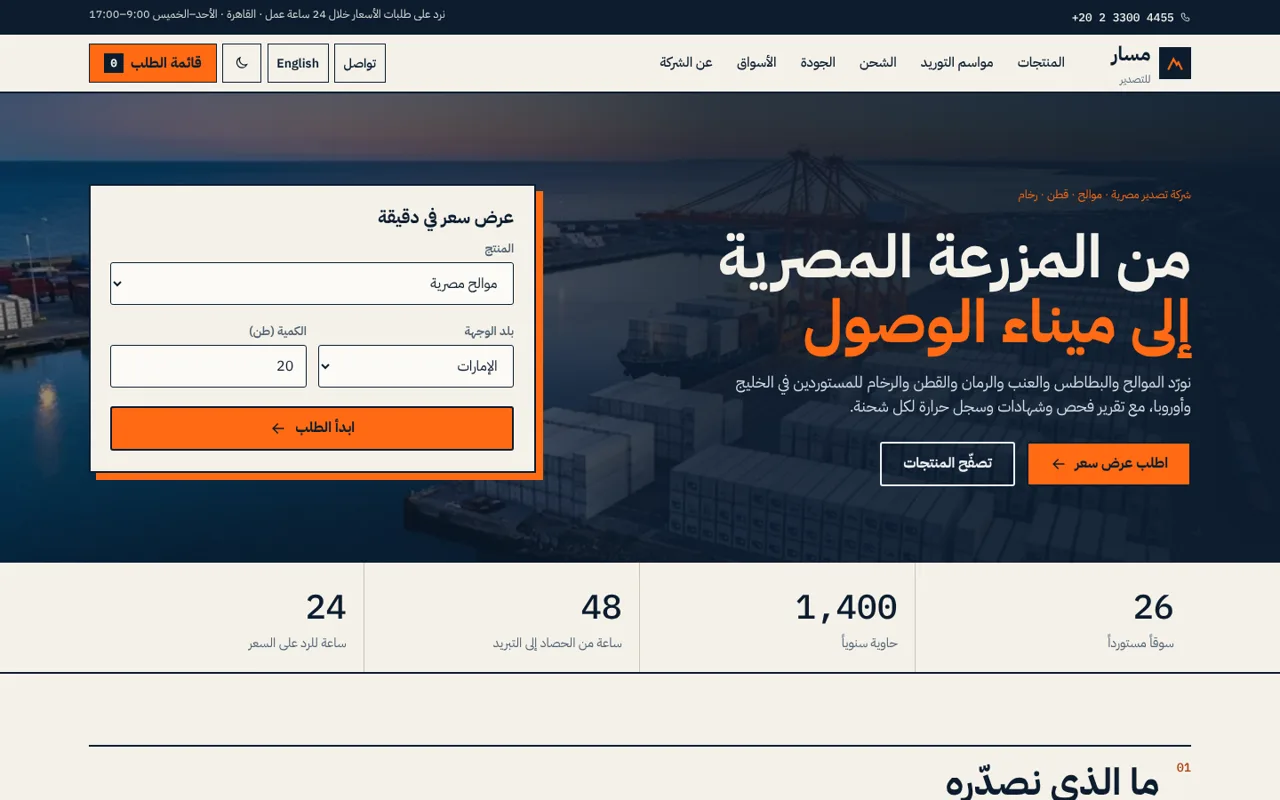 +20 2 3300 4455
نرد على طلبات الأسعار خلال 24 ساعة عمل · القاهرة · الأحد–الخميس 9:00–17:00
مسار
للتصدير
المنتجات
مواسم التوريد
الشحن
الجودة
الأسواق
عن الشركة
تواصل
English
قائمة الطلب 0
شركة تصدير مصرية · موالح · قطن · رخام
من المزرعة المصرية
إلى ميناء الوصول
نورّد الموالح والبطاطس والعنب والرمان والقطن والرخام للمستوردين في الخليج
وأوروبا، مع تقرير فحص وشهادات وسجل حرارة لكل شحنة.
اطلب عرض سعر ←
تصفّح المنتجات
عرض سعر في دقيقة
المنتج
موالح مصرية
بلد الوجهة
الكمية (طن)
الإمارات
20
ابدأ الطلب ←
26
سوقاً مستورداً
1,400
حاوية سنوياً
48
ساعة من الحصاد إلى التبريد
24
ساعة للرد على السعر
01
ما الذي نصدّره